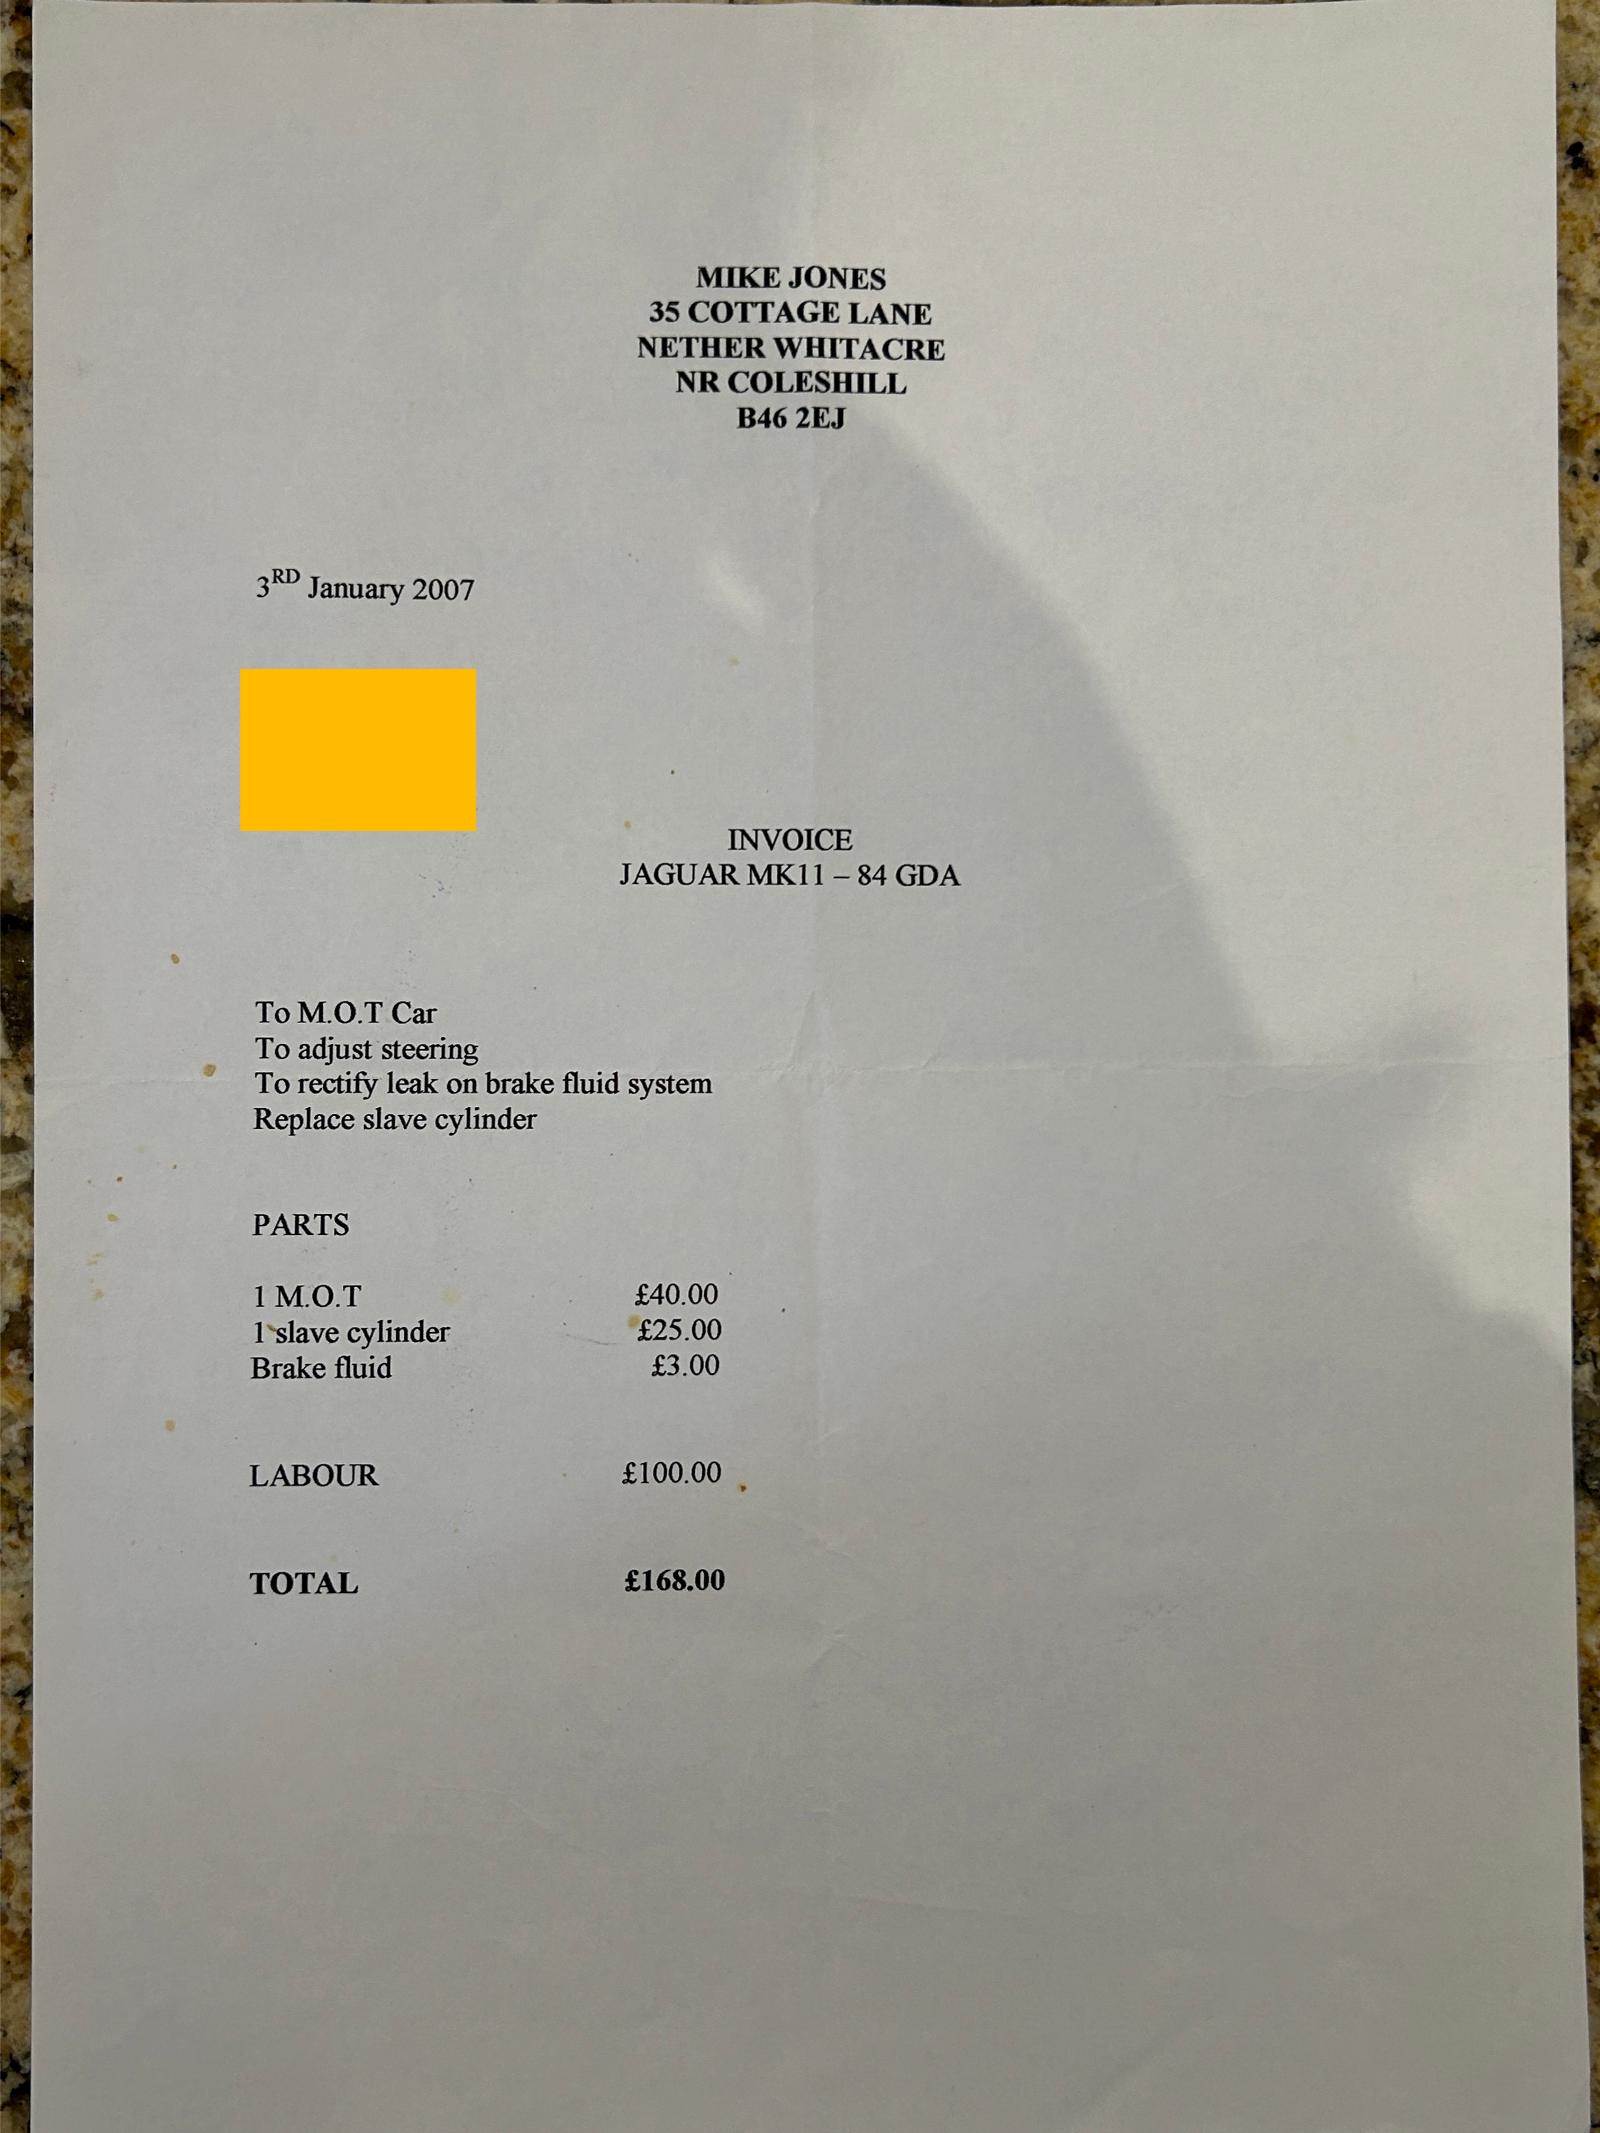 MIKE JONES
35 COTTAGE LANE
NETHER WHITACRE
NR COLESHILL
B46 2EJ
3RD January 2007
INVOICE
JAGUAR MK11 – 84 GDA
To M.O.T Car
To adjust steering
To rectify leak on brake fluid system
Replace slave cylinder
PARTS
1 M.O.T £40.00
1 slave cylinder £25.00
Brake fluid £3.00
LABOUR £100.00
TOTAL £168.00